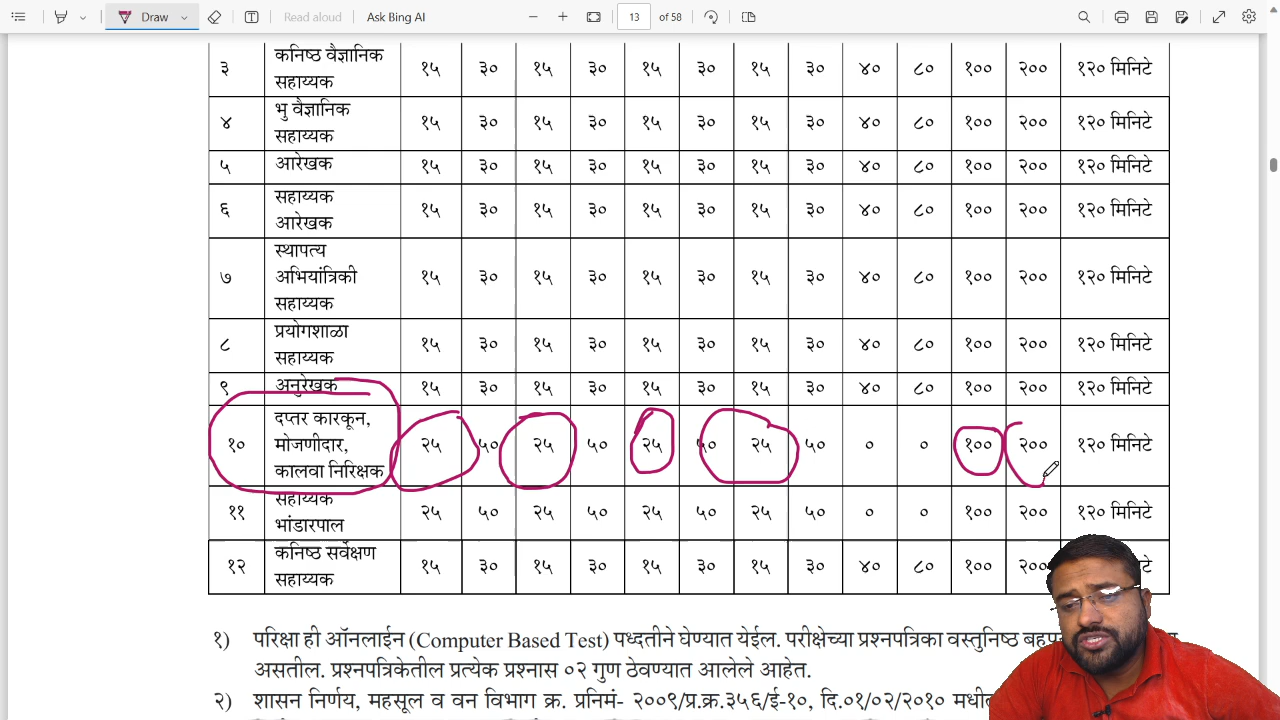 Draw
Read aloud
Ask Bing AI
13 of 58
३ कनिष्ठ वैज्ञानिक सहाय्यक १५ ३० १५ ३० १५ ३० १५ ३० ४० ८० १०० २०० १२० मिनिटे
४ भु वैज्ञानिक सहाय्यक १५ ३० १५ ३० १५ ३० १५ ३० ४० ८० १०० २०० १२० मिनिटे
५ आरेखक १५ ३० १५ ३० १५ ३० १५ ३० ४० ८० १०० २०० १२० मिनिटे
६ सहाय्यक आरेखक १५ ३० १५ ३० १५ ३० १५ ३० ४० ८० १०० २०० १२० मिनिटे
७ स्थापत्य अभियांत्रिकी सहाय्यक १५ ३० १५ ३० १५ ३० १५ ३० ४० ८० १०० २०० १२० मिनिटे
८ प्रयोगशाळा सहाय्यक १५ ३० १५ ३० १५ ३० १५ ३० ४० ८० १०० २०० १२० मिनिटे
९ अनुरेखक १५ ३० १५ ३० १५ ३० १५ ३० ४० ८० १०० २०० १२० मिनिटे
१० दप्तर कारकून, मोजणीदार, कालवा निरिक्षक २५ ५० २५ ५० २५ ५० २५ ५० ० ० १०० २०० १२० मिनिटे
११ सहाय्यक भांडारपाल २५ ५० २५ ५० २५ ५० २५ ५० ० ० १०० २०० १२० मिनिटे
१२ कनिष्ठ सर्वेक्षण सहाय्यक १५ ३० १५ ३० १५ ३० १५ ३० ४० ८० १००
१) परिक्षा ही ऑनलाईन (Computer Based Test) पध्दतीने घेण्यात येईल. परीक्षेच्या प्रश्नपत्रिका वस्तुनिष्ठ
असतील. प्रश्नपत्रिकेतील प्रत्येक प्रश्नास ०२ गुण ठेवण्यात आलेले आहेत.
२) शासन निर्णय, महसूल व वन विभाग क्र. प्रनिमं- २००९/प्र.क्र.३५६/ई-१०, दि.०१/०२/२०१० मधील